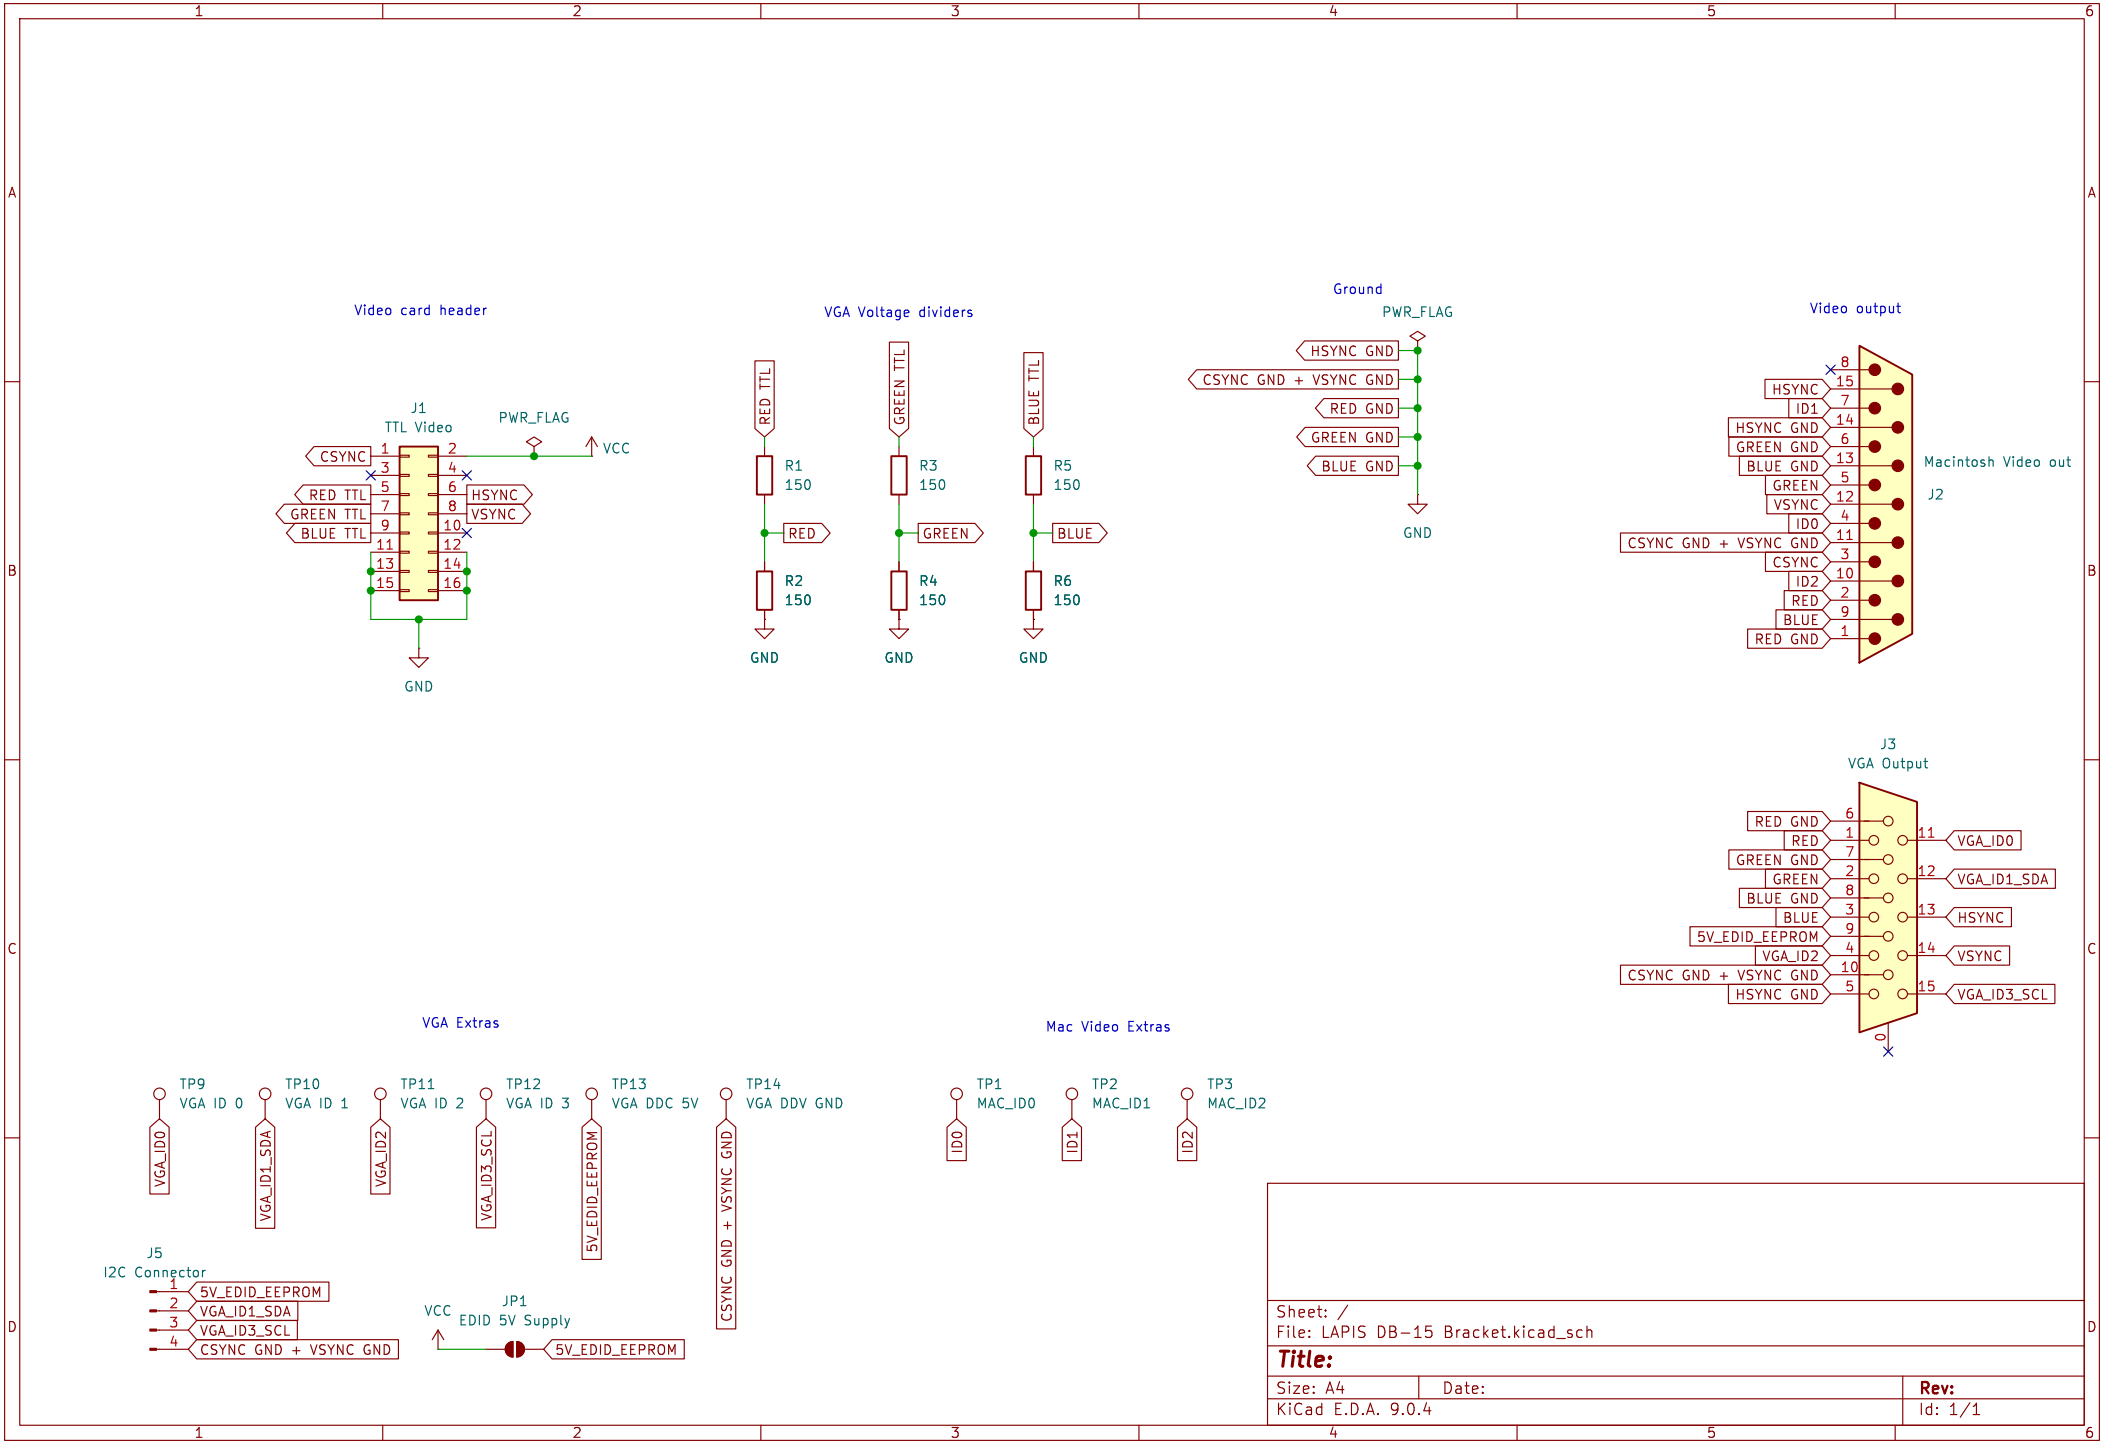 1 2 3 4 5 6
A A
B B
C C
D D
Video card header
J1
TTL Video
PWR_FLAG
VCC
CSYNC 1 2
3 4
RED TTL 5 6 HSYNC
GREEN TTL 7 8 VSYNC
BLUE TTL 9 10
11 12
13 14
15 16
GND
VGA Voltage dividers
RED TTL
GREEN TTL
BLUE TTL
R1
150
R3
150
R5
150
RED
GREEN
BLUE
R2
150
R4
150
R6
150
GND
GND
GND
Ground
PWR_FLAG
HSYNC GND
CSYNC GND + VSYNC GND
RED GND
GREEN GND
BLUE GND
GND
Video output
8
HSYNC 15
ID1 7
HSYNC GND 14
GREEN GND 6
BLUE GND 13
GREEN 5
VSYNC 12
ID0 4
CSYNC GND + VSYNC GND 11
CSYNC 3
ID2 10
RED 2
BLUE 9
RED GND 1
Macintosh Video out
J2
J3
VGA Output
RED GND 6
RED 1
GREEN GND 7
GREEN 2
BLUE GND 8
BLUE 3
5V_EDID_EEPROM 9
VGA_ID2 4
CSYNC GND + VSYNC GND 10
HSYNC GND 5
11 VGA_ID0
12 VGA_ID1_SDA
13 HSYNC
14 VSYNC
15 VGA_ID3_SCL
0
VGA Extras
TP9
VGA ID 0
VGA_ID0
TP10
VGA ID 1
VGA_ID1_SDA
TP11
VGA ID 2
VGA_ID2
TP12
VGA ID 3
VGA_ID3_SCL
TP13
VGA DDC 5V
5V_EDID_EEPROM
TP14
VGA DDV GND
CSYNC GND + VSYNC GND
Mac Video Extras
TP1
MAC_ID0
ID0
TP2
MAC_ID1
ID1
TP3
MAC_ID2
ID2
J5
I2C Connector
1 5V_EDID_EEPROM
2 VGA_ID1_SDA
3 VGA_ID3_SCL
4 CSYNC GND + VSYNC GND
VCC
JP1
EDID 5V Supply
5V_EDID_EEPROM
Sheet: /
File: LAPIS DB-15 Bracket.kicad_sch
Title:
Size: A4 Date: Rev:
KiCad E.D.A. 9.0.4 Id: 1/1
1 2 3 4 5 6